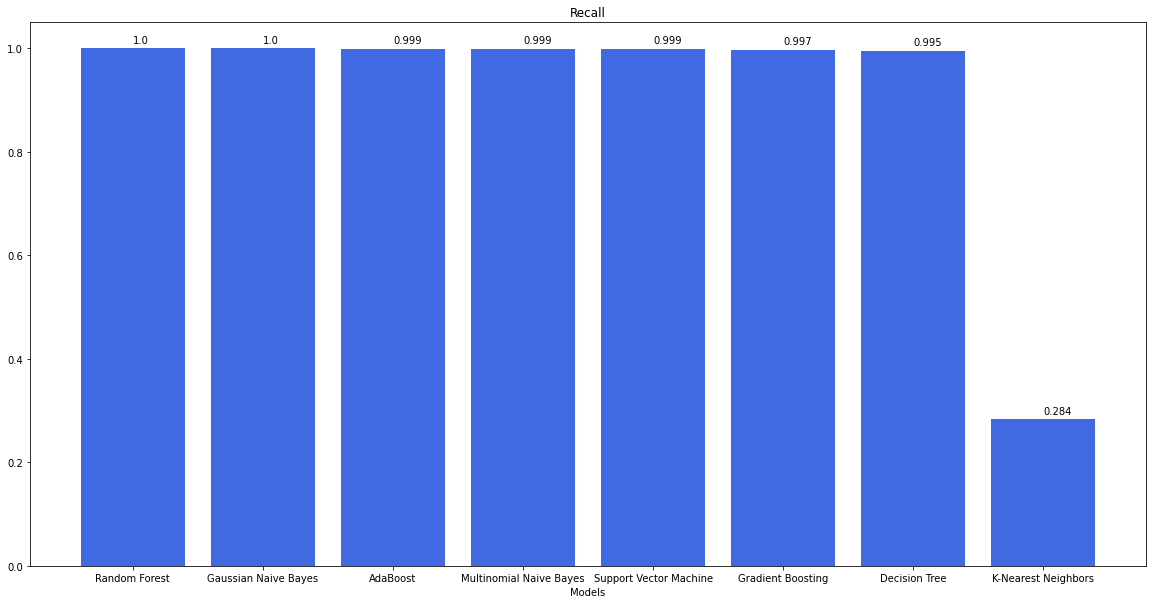 Recall
1.0
1.0
0.999
0.999
0.999
0.997
0.995
0.284
1.0
0.8
0.6
0.4
0.2
0.0
Random Forest
Gaussian Naive Bayes
AdaBoost
Multinomial Naive Bayes
Support Vector Machine
Gradient Boosting
Decision Tree
K-Nearest Neighbors
Models